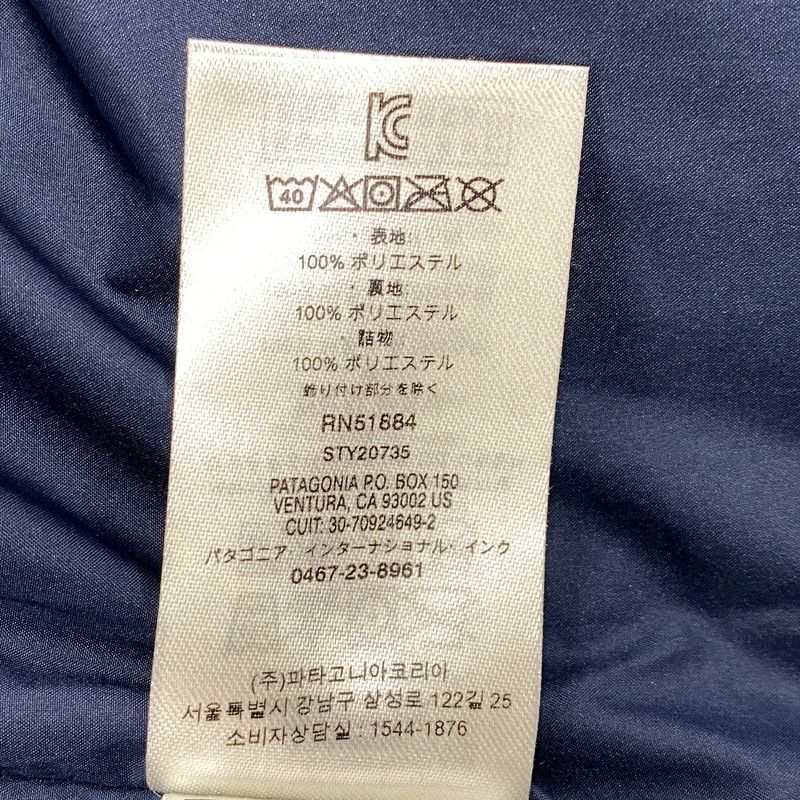 KC
40
・ 表地:
100% ポリエステル
・ 裏地:
100% ポリエステル
・ 詰物 :
100% ポリエステル
飾り付け部分を除く
RN51884
STY20735
PATAGONIA P.O. BOX 150
VENTURA, CA 93002 US
CUIT: 30-70924649-2
パタゴニア・インターナショナル・インク
0467-23-8961
(주)파타고니아코리아
서울특별시 강남구 삼성로 122길 25
소비자상담실 : 1544-1876